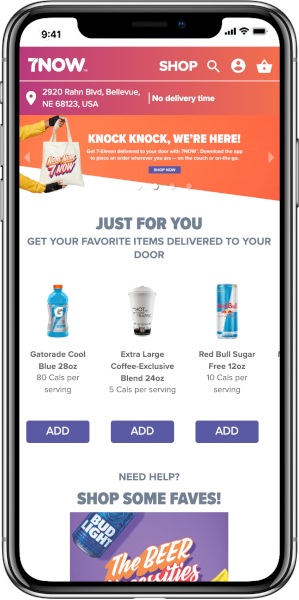 9:41
7NOW™
SHOP
2920 Rahn Blvd, Bellevue,
NE 68123, USA
No delivery time
7NOW
KNOCK KNOCK, WE'RE HERE!
Get 7-Eleven delivered to your door with 7NOW®. Download the app
to place an order wherever you are — on the couch or on-the-go.
SHOP NOW
JUST FOR YOU
GET YOUR FAVORITE ITEMS DELIVERED TO YOUR
DOOR
G
Red Bull
Gatorade Cool
Blue 28oz
80 Cals per
serving
Extra Large
Coffee-Exclusive
Blend 24oz
5 Cals per serving
Red Bull Sugar
Free 12oz
10 Cals per
serving
ADD
ADD
ADD
NEED HELP?
SHOP SOME FAVES!
BUD
LIGHT
The BEER